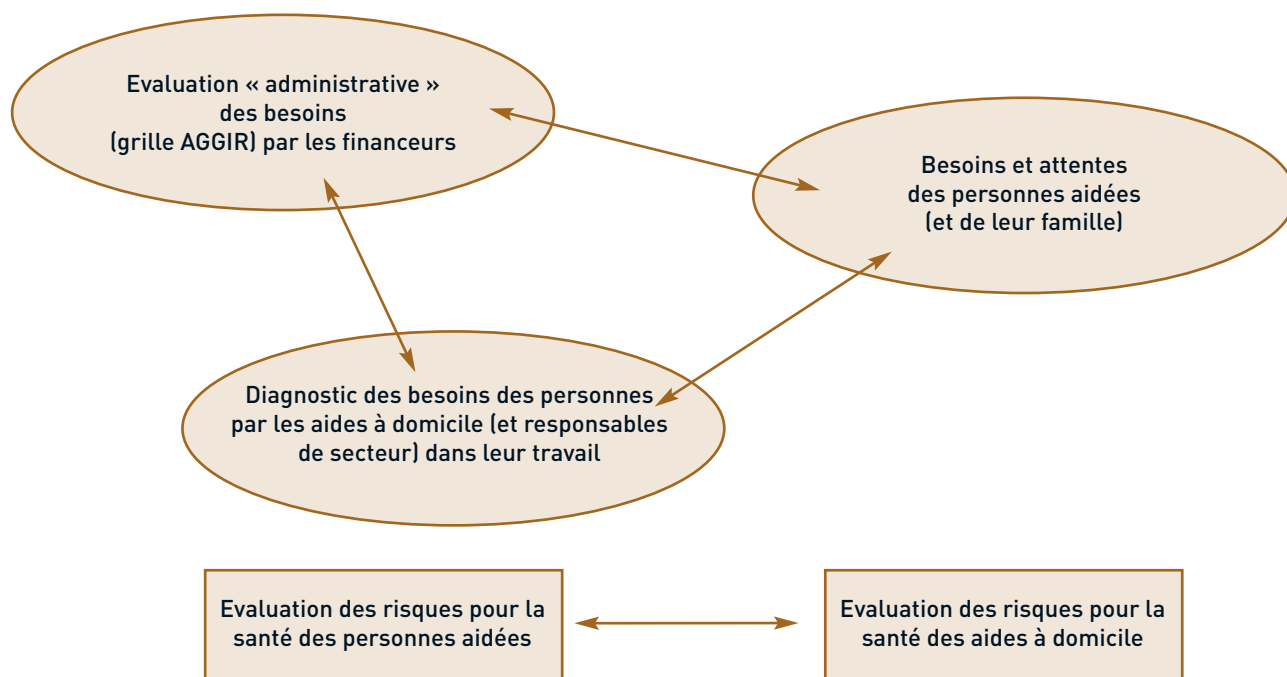 Evaluation « administrative »
des besoins
(grille AGGIR) par les financeurs
Besoins et attentes
des personnes aidées
(et de leur famille)
Diagnostic des besoins des personnes
par les aides à domicile (et responsables
de secteur) dans leur travail
Evaluation des risques pour la
santé des personnes aidées
Evaluation des risques pour la
santé des aides à domicile